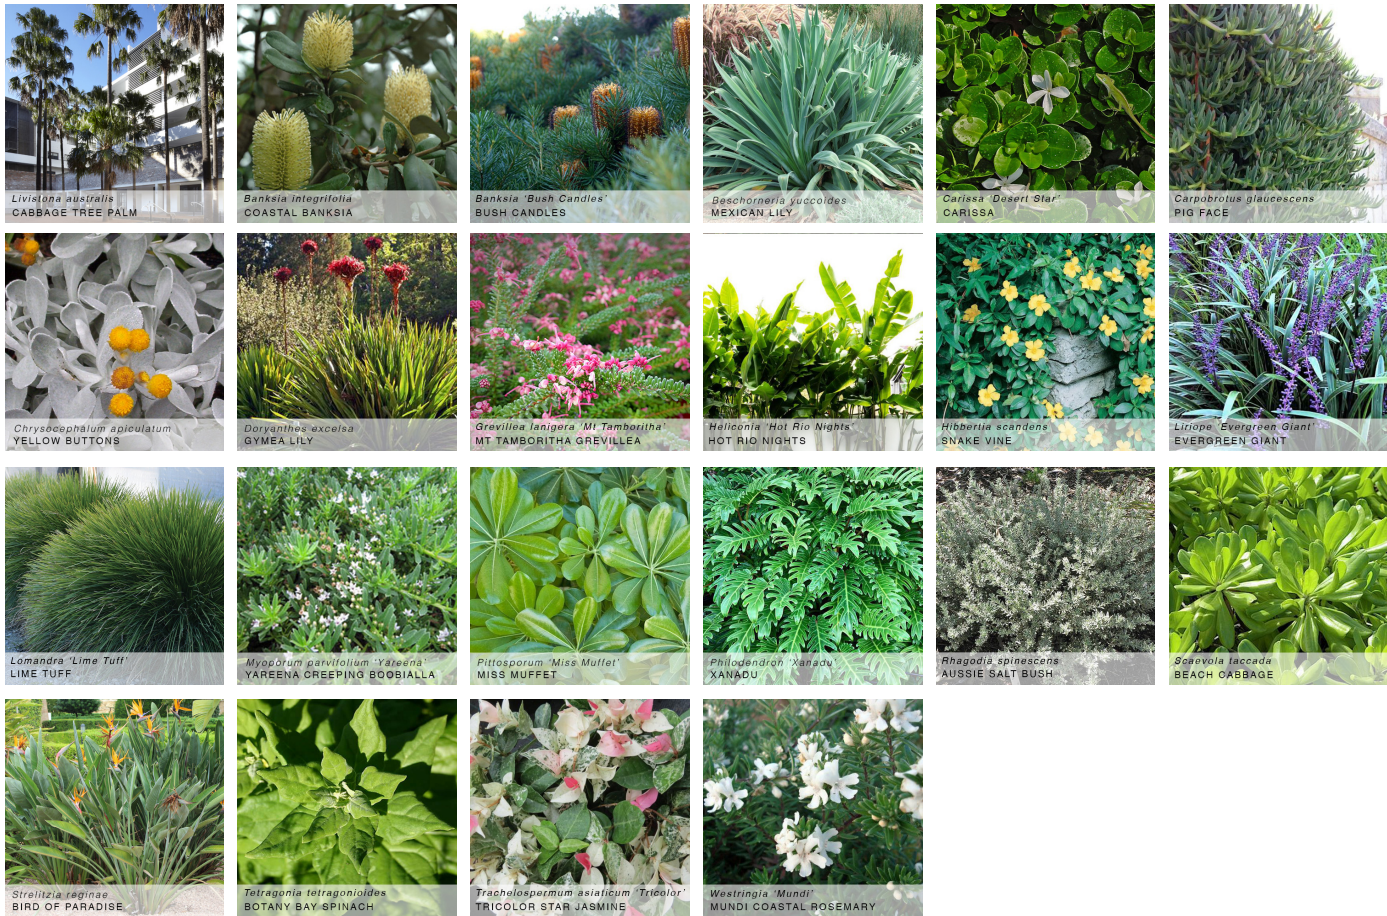 Livistona australis
CABBAGE TREE PALM
Banksia integrifolia
COASTAL BANKSIA
Banksia ‘Bush Candles’
BUSH CANDLES
Beschorneria yuccoides
MEXICAN LILY
Carissa ‘Desert Star’
CARISSA
Carpobrotus glaucescens
PIG FACE
Chrysocephalum apiculatum
YELLOW BUTTONS
Doryanthes excelsa
GYMEA LILY
Grevillea lanigera ‘Mt Tamboritha’
MT TAMBORITHA GREVILLEA
Heliconia ‘Hot Rio Nights’
HOT RIO NIGHTS
Hibbertia scandens
SNAKE VINE
Liriope ‘Evergreen Giant’
EVERGREEN GIANT
Lomandra ‘Lime Tuff’
LIME TUFF
Myoporum parvifolium ‘Yareena’
YAREENA CREEPING BOOBIALLA
Pittosporum ‘Miss Muffet’
MISS MUFFET
Philodendron ‘Xanadu’
XANADU
Rhagodia spinescens
AUSSIE SALT BUSH
Scaevola taccada
BEACH CABBAGE
Strelitzia reginae
BIRD OF PARADISE
Tetragonia tetragonioides
BOTANY BAY SPINACH
Trachelospermum asiaticum ‘Tricolor’
TRICOLOR STAR JASMINE
Westringia ‘Mundi’
MUNDI COASTAL ROSEMARY